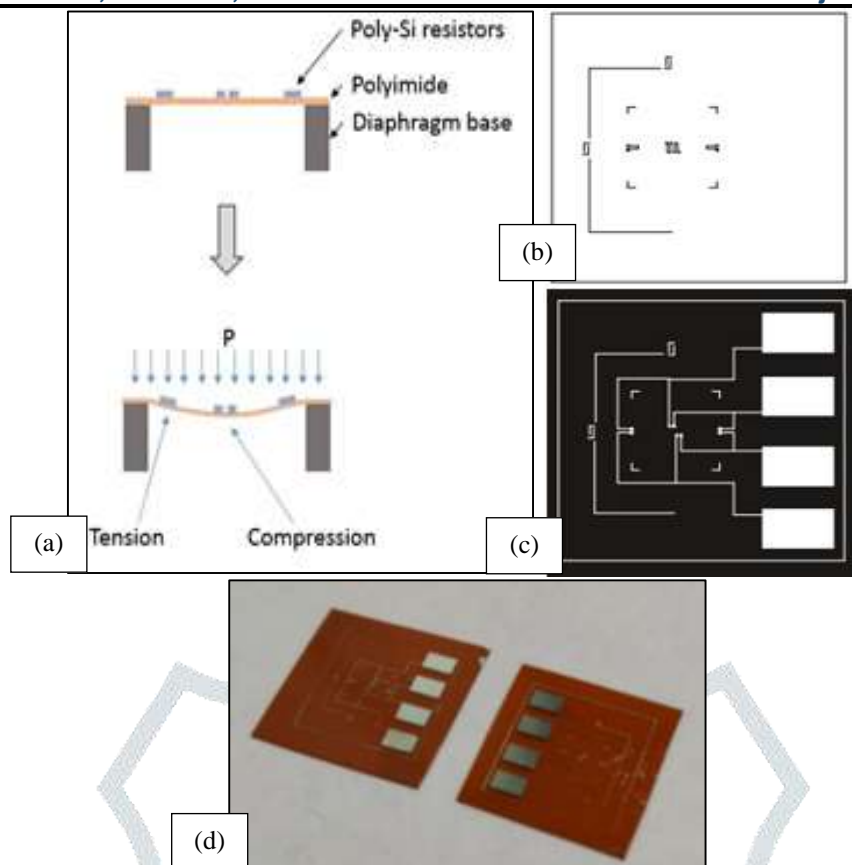 Poly-Si resistors
Polyimide
Diaphragm base
P
Tension
Compression
(a)
(b)
(c)
(d)